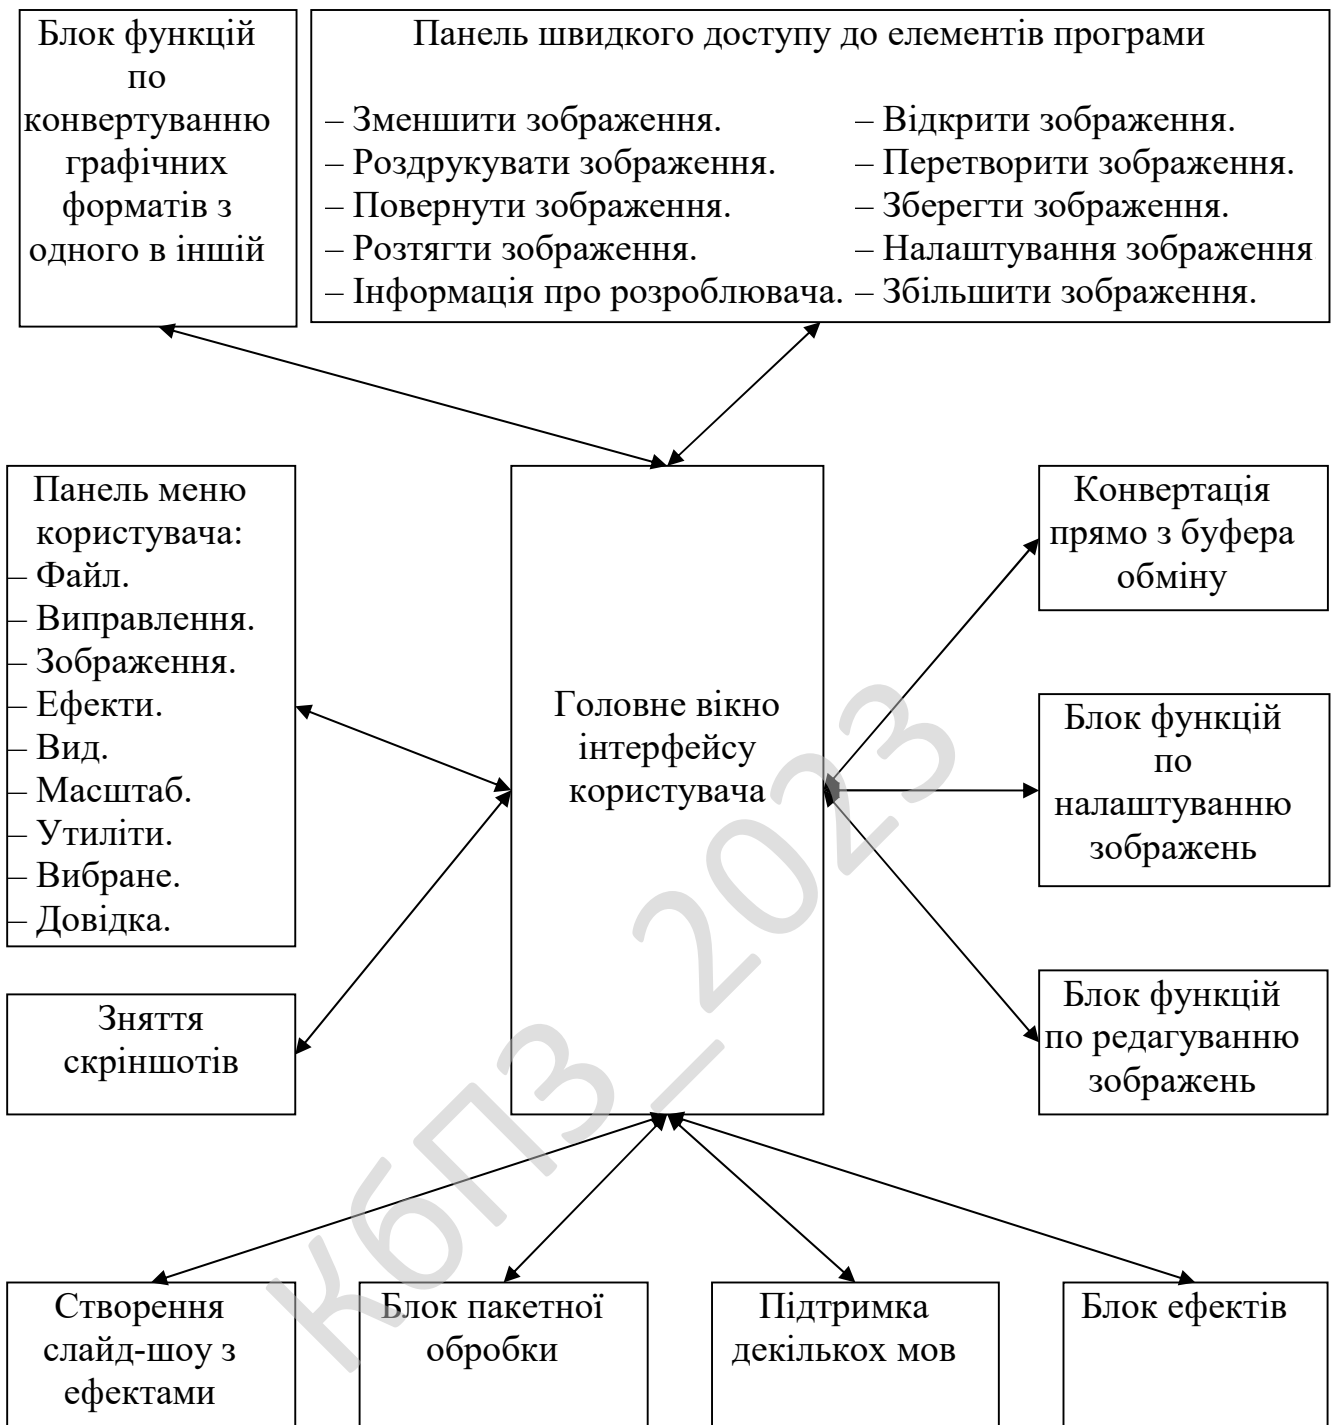 Блок функцій
по
конвертуванню
графічних
форматів з
одного в іншій
Панель швидкого доступу до елементів програми
– Зменшити зображення.
– Роздрукувати зображення.
– Повернути зображення.
– Розтягти зображення.
– Інформація про розроблювача.
– Відкрити зображення.
– Перетворити зображення.
– Зберегти зображення.
– Налаштування зображення
– Збільшити зображення.
Панель меню
користувача:
– Файл.
– Виправлення.
– Зображення.
– Ефекти.
– Вид.
– Масштаб.
– Утиліти.
– Вибране.
– Довідка.
Головне вікно
інтерфейсу
користувача
Конвертація
прямо з буфера
обміну
Блок функцій
по
налаштуванню
зображень
Зняття
скріншотів
Блок функцій
по редагуванню
зображень
Створення
слайд-шоу з
ефектами
Блок пакетної
обробки
Підтримка
декількох мов
Блок ефектів
КбПЗ_2023